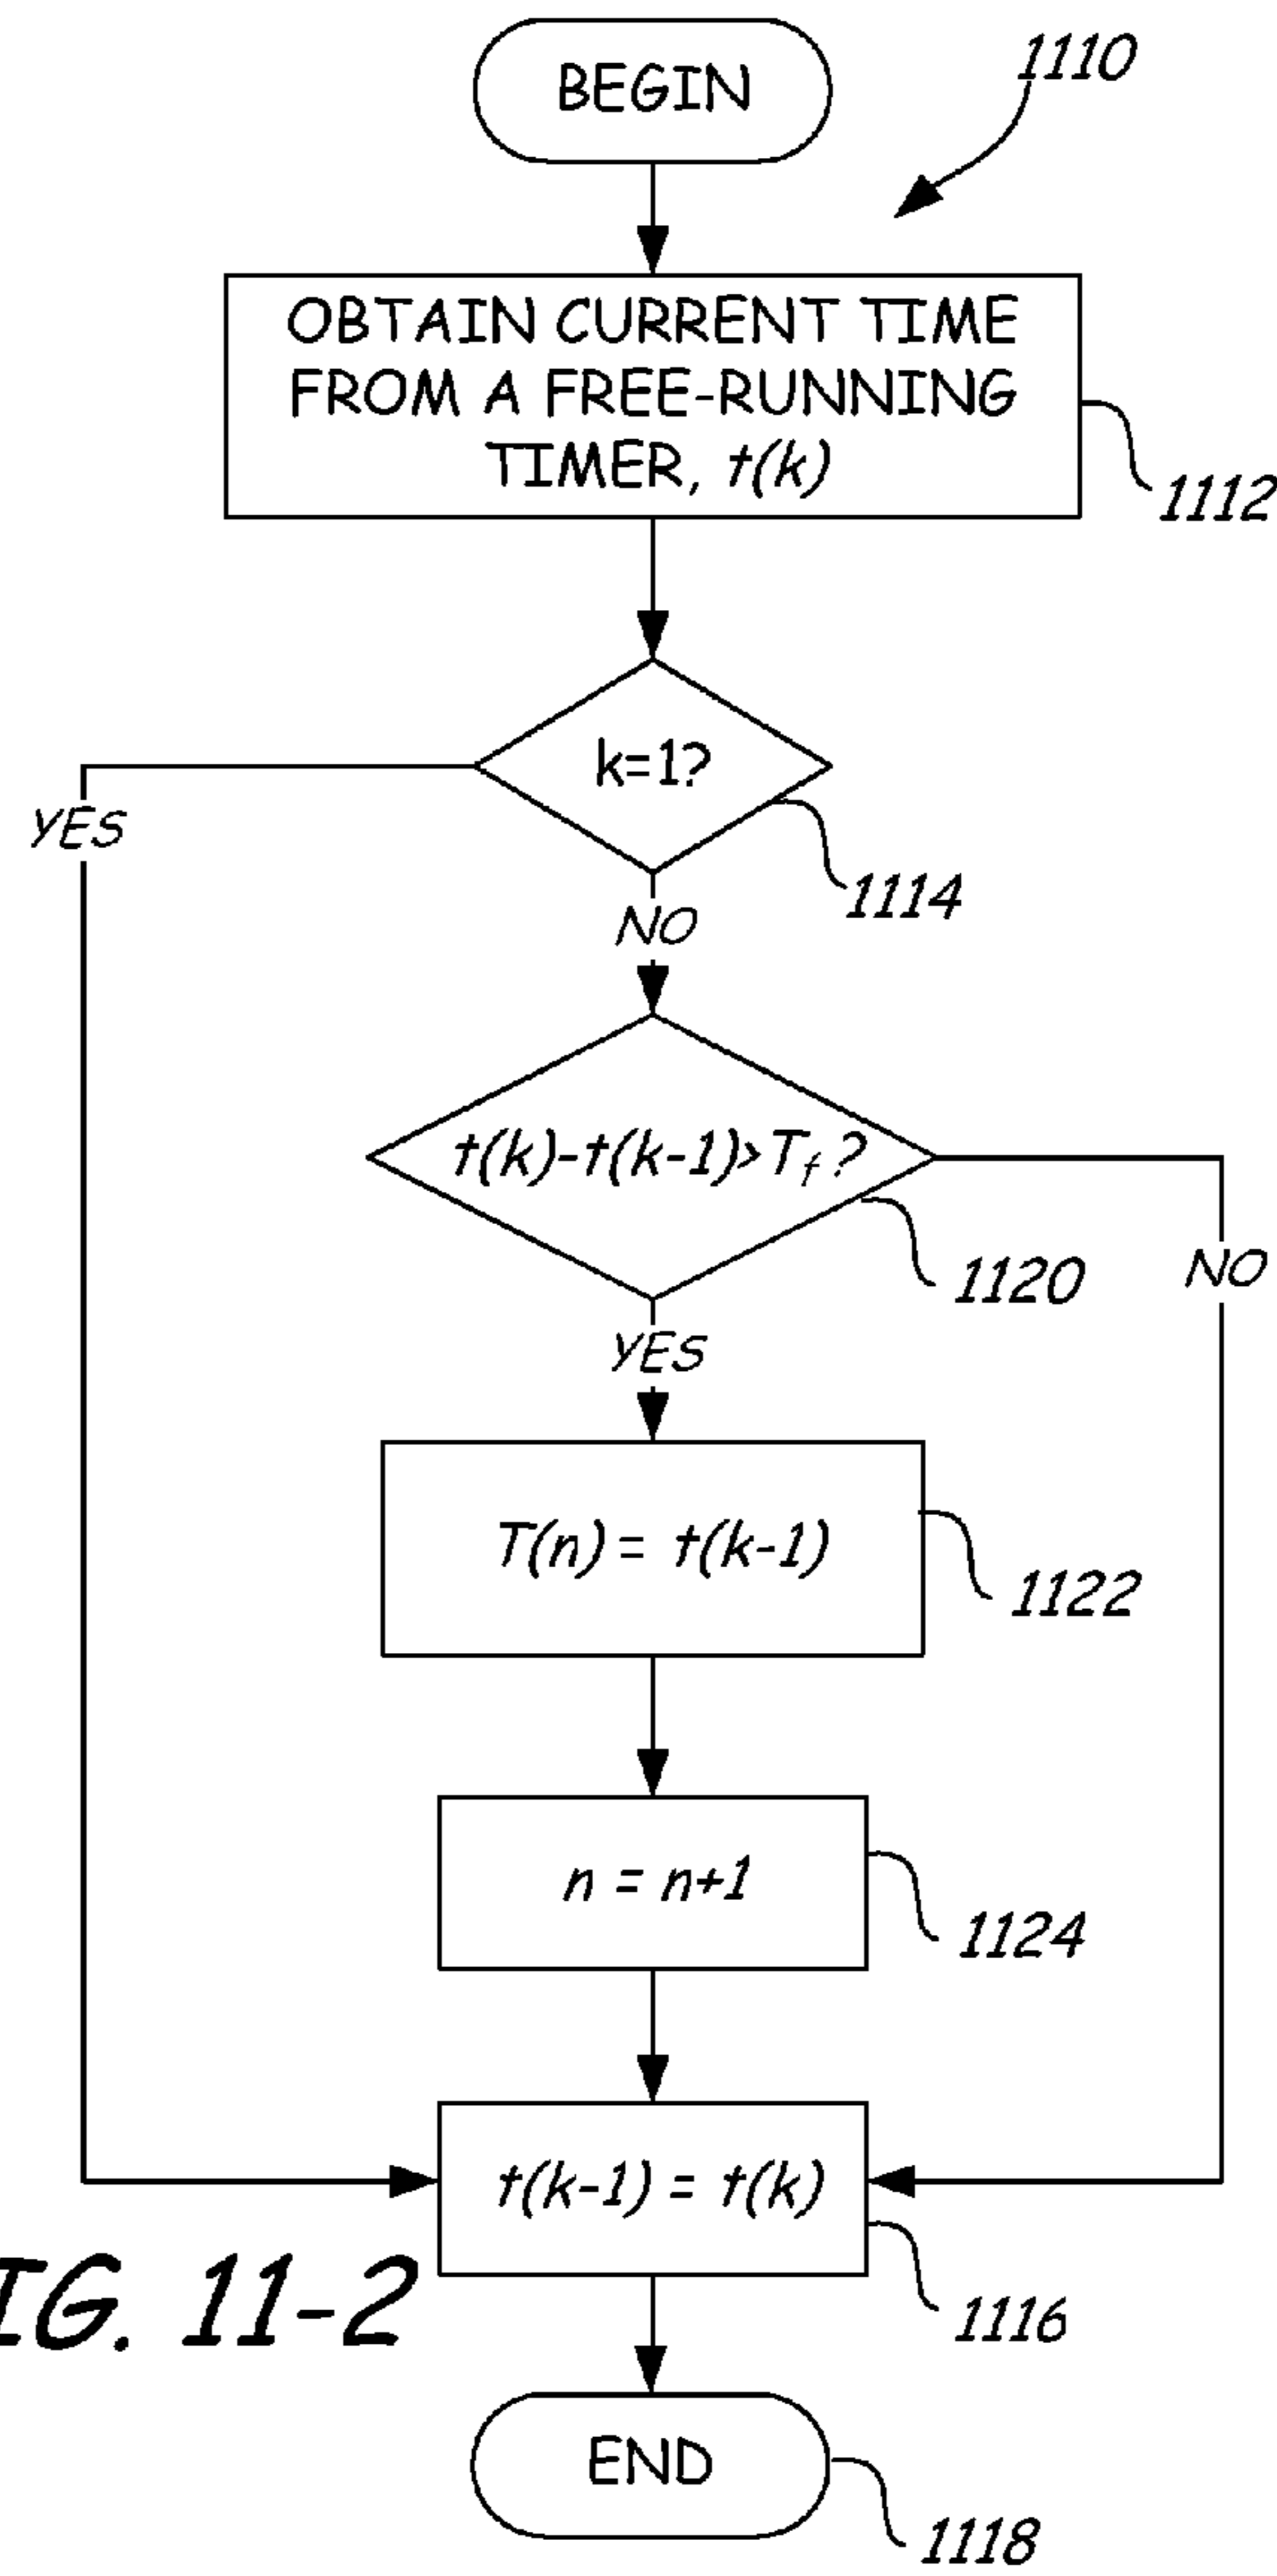 BEGIN
1110
OBTAIN CURRENT TIME
FROM A FREE-RUNNING
TIMER, t(k)
1112
k=1?
YES
1114
NO
t(k)-t(k-1)>Tf?
1120
NO
YES
T(n) = t(k-1)
1122
n = n+1
1124
t(k-1) = t(k)
IG. 11-2
1116
END
1118